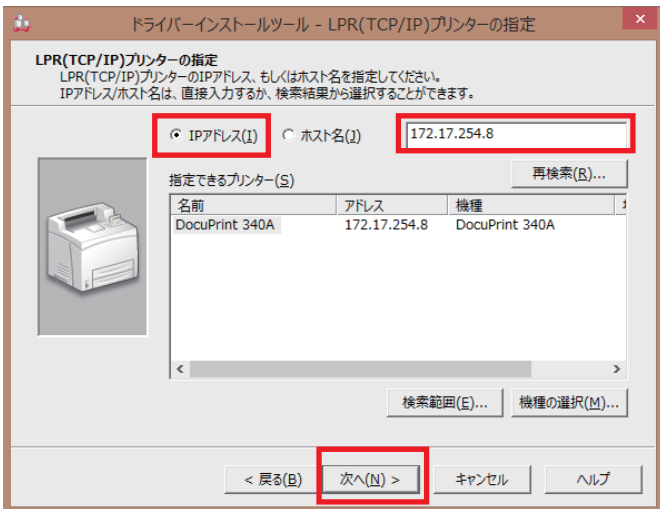 ドライバーインストールツール - LPR(TCP/IP)プリンターの指定
LPR(TCP/IP)プリンターの指定
LPR(TCP/IP)プリンターのIPアドレス、もしくはホスト名を指定してください。
IPアドレス/ホスト名は、直接入力するか、検索結果から選択することができます。
IPアドレス(I) ホスト名(J) 172.17.254.8
再検索(R)...
指定できるプリンター(S)
名前 アドレス 機種
DocuPrint 340A 172.17.254.8 DocuPrint 340A
検索範囲(E)... 機種の選択(M)...
< 戻る(B) 次へ(N) > キャンセル ヘルプ